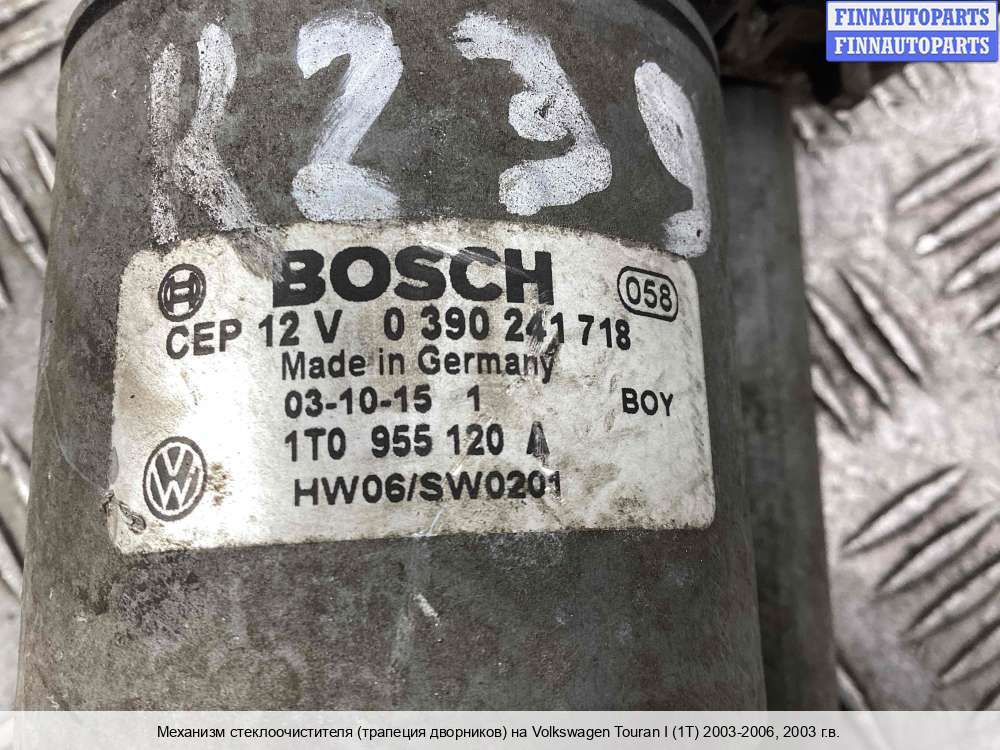 FINNAUTOPARTS
FINNAUTOPARTS
K239
BOSCH
058
CEP 12 V 0 390 241 718
Made in Germany
03-10-15 1 BOY
1T0 955 120 A
HW06/SW0201
Механизм стеклоочистителя (трапеция дворников) на Volkswagen Touran I (1T) 2003-2006, 2003 г.в.